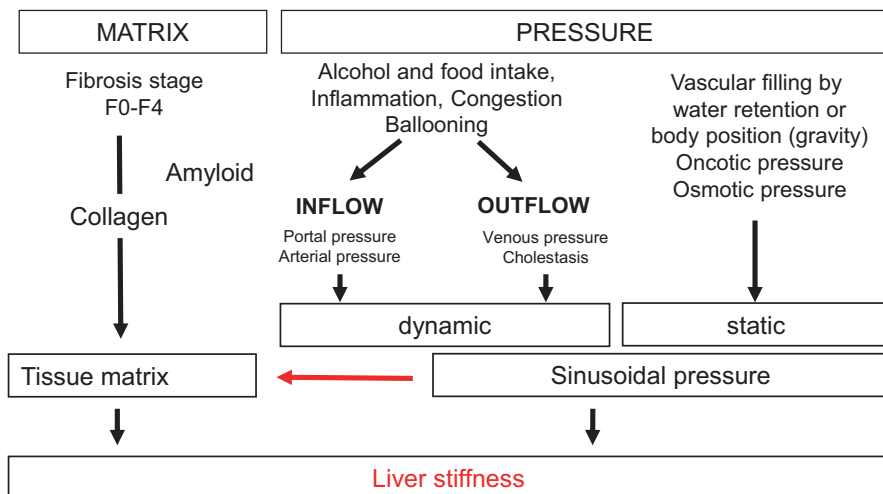 MATRIX
PRESSURE
Fibrosis stage
F0-F4
Amyloid
Collagen
Alcohol and food intake,
Inflammation, Congestion
Ballooning
INFLOW
Portal pressure
Arterial pressure
OUTFLOW
Venous pressure
Cholestasis
Vascular filling by
water retention or
body position (gravity)
Oncotic pressure
Osmotic pressure
dynamic
static
Tissue matrix
Sinusoidal pressure
Liver stiffness